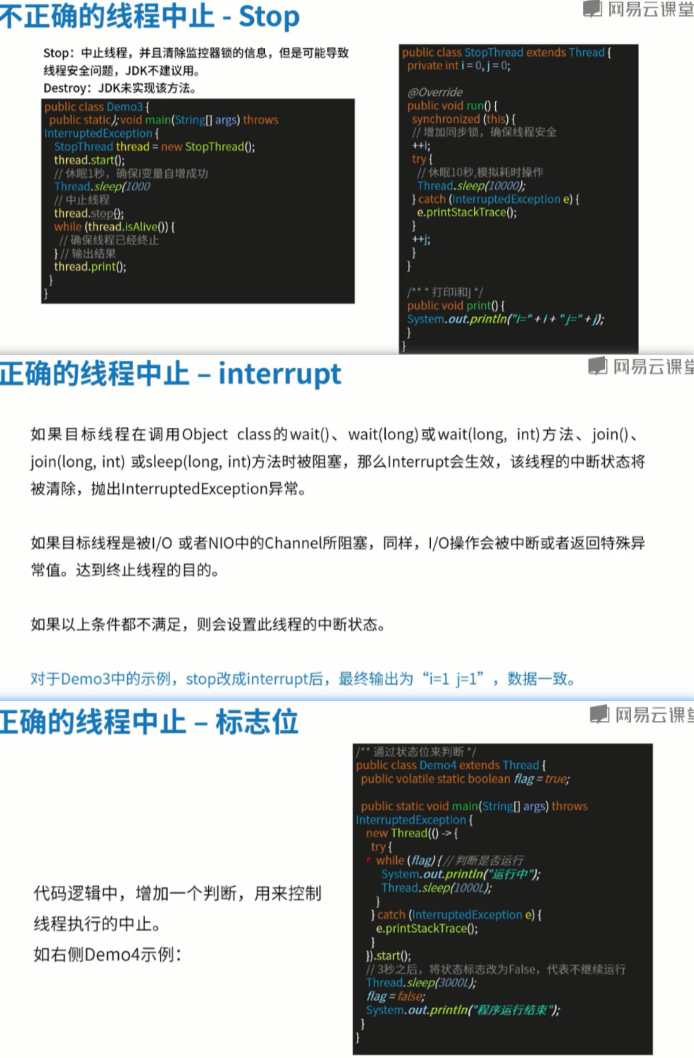 不正确的线程中止 - Stop
网易云课堂
Stop：中止线程，并且清除监控器锁的信息，但是可能导致
线程安全问题，JDK不建议用。
Destroy：JDK未实现该方法。
public class Demo3 {
public static void main(String[] args) throws
InterruptedException {
StopThread thread = new StopThread();
thread.start();
// 休眠1秒，确保i变量自增成功
Thread.sleep(1000);
// 中止线程
thread.stop();
while (thread.isAlive()) {
// 确保线程已经终止
} // 输出结果
thread.print();
}
}
public class StopThread extends Thread {
private int i = 0, j = 0;
@Override
public void run() {
synchronized (this) {
// 增加同步锁，确保线程安全
++i;
try {
// 休眠10秒,模拟耗时操作
Thread.sleep(10000);
} catch (InterruptedException e) {
e.printStackTrace();
}
++j;
}
}
/** * 打印i和j */
public void print() {
System.out.println("i=" + i + " j=" + j);
}
}
正确的线程中止 – interrupt
网易云课堂
如果目标线程在调用Object class的wait()、wait(long)或wait(long, int)方法、join()、
join(long, int) 或sleep(long, int)方法时被阻塞，那么Interrupt会生效，该线程的中断状态将
被清除，抛出InterruptedException异常。
如果目标线程是被I/O 或者NIO中的Channel所阻塞，同样，I/O操作会被中断或者返回特殊异
常值。达到终止线程的目的。
如果以上条件都不满足，则会设置此线程的中断状态。
对于Demo3中的示例，stop改成interrupt后，最终输出为“i=1 j=1”，数据一致。
正确的线程中止 – 标志位
网易云课堂
代码逻辑中，增加一个判断，用来控制
线程执行的中止。
如右侧Demo4示例：
/** 通过状态位来判断 */
public class Demo4 extends Thread {
public volatile static boolean flag = true;
public static void main(String[] args) throws
InterruptedException {
new Thread(() -> {
try {
while (flag) { // 判断是否运行
System.out.println("运行中");
Thread.sleep(1000L);
}
} catch (InterruptedException e) {
e.printStackTrace();
}
}).start();
// 3秒之后，将状态标志改为False，代表不继续运行
Thread.sleep(3000L);
flag = false;
System.out.println("程序运行结束");
}
}